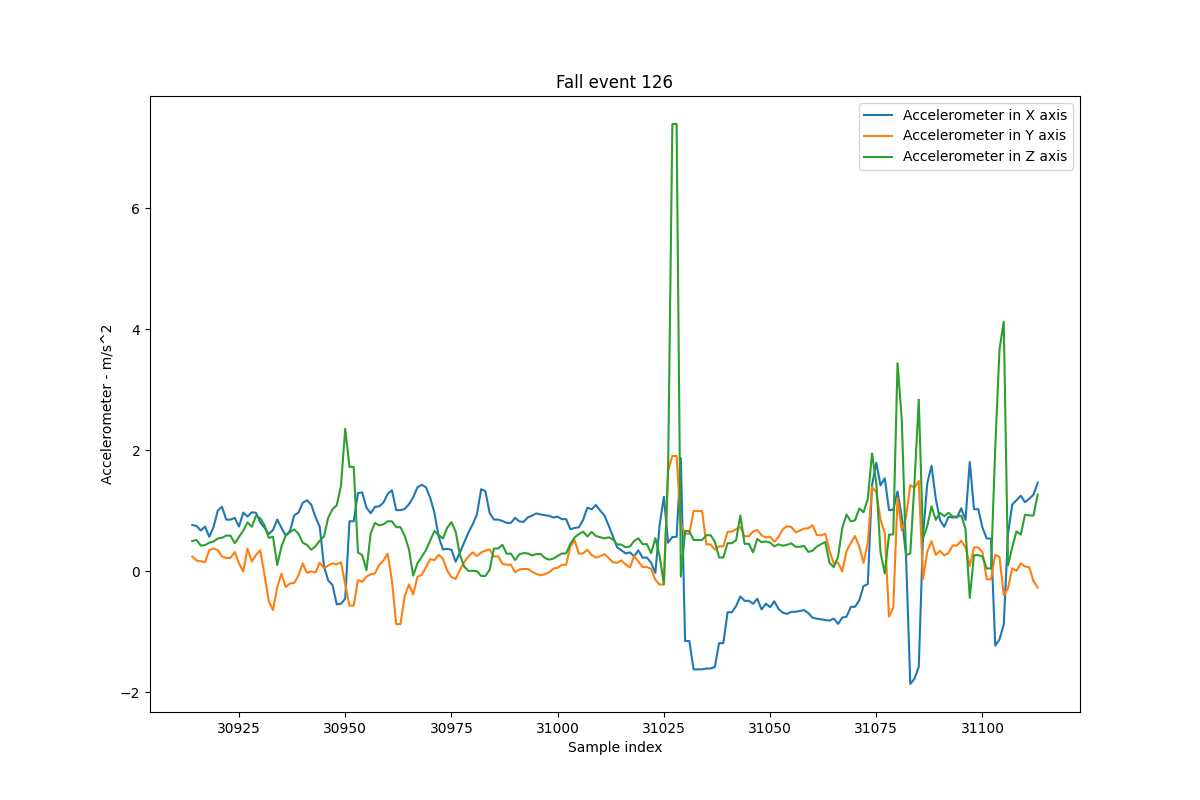 Fall event 126
Accelerometer in X axis
Accelerometer in Y axis
Accelerometer in Z axis
Accelerometer - m/s^2
6
4
2
0
−2
30925 30950 30975 31000 31025 31050 31075 31100
Sample index